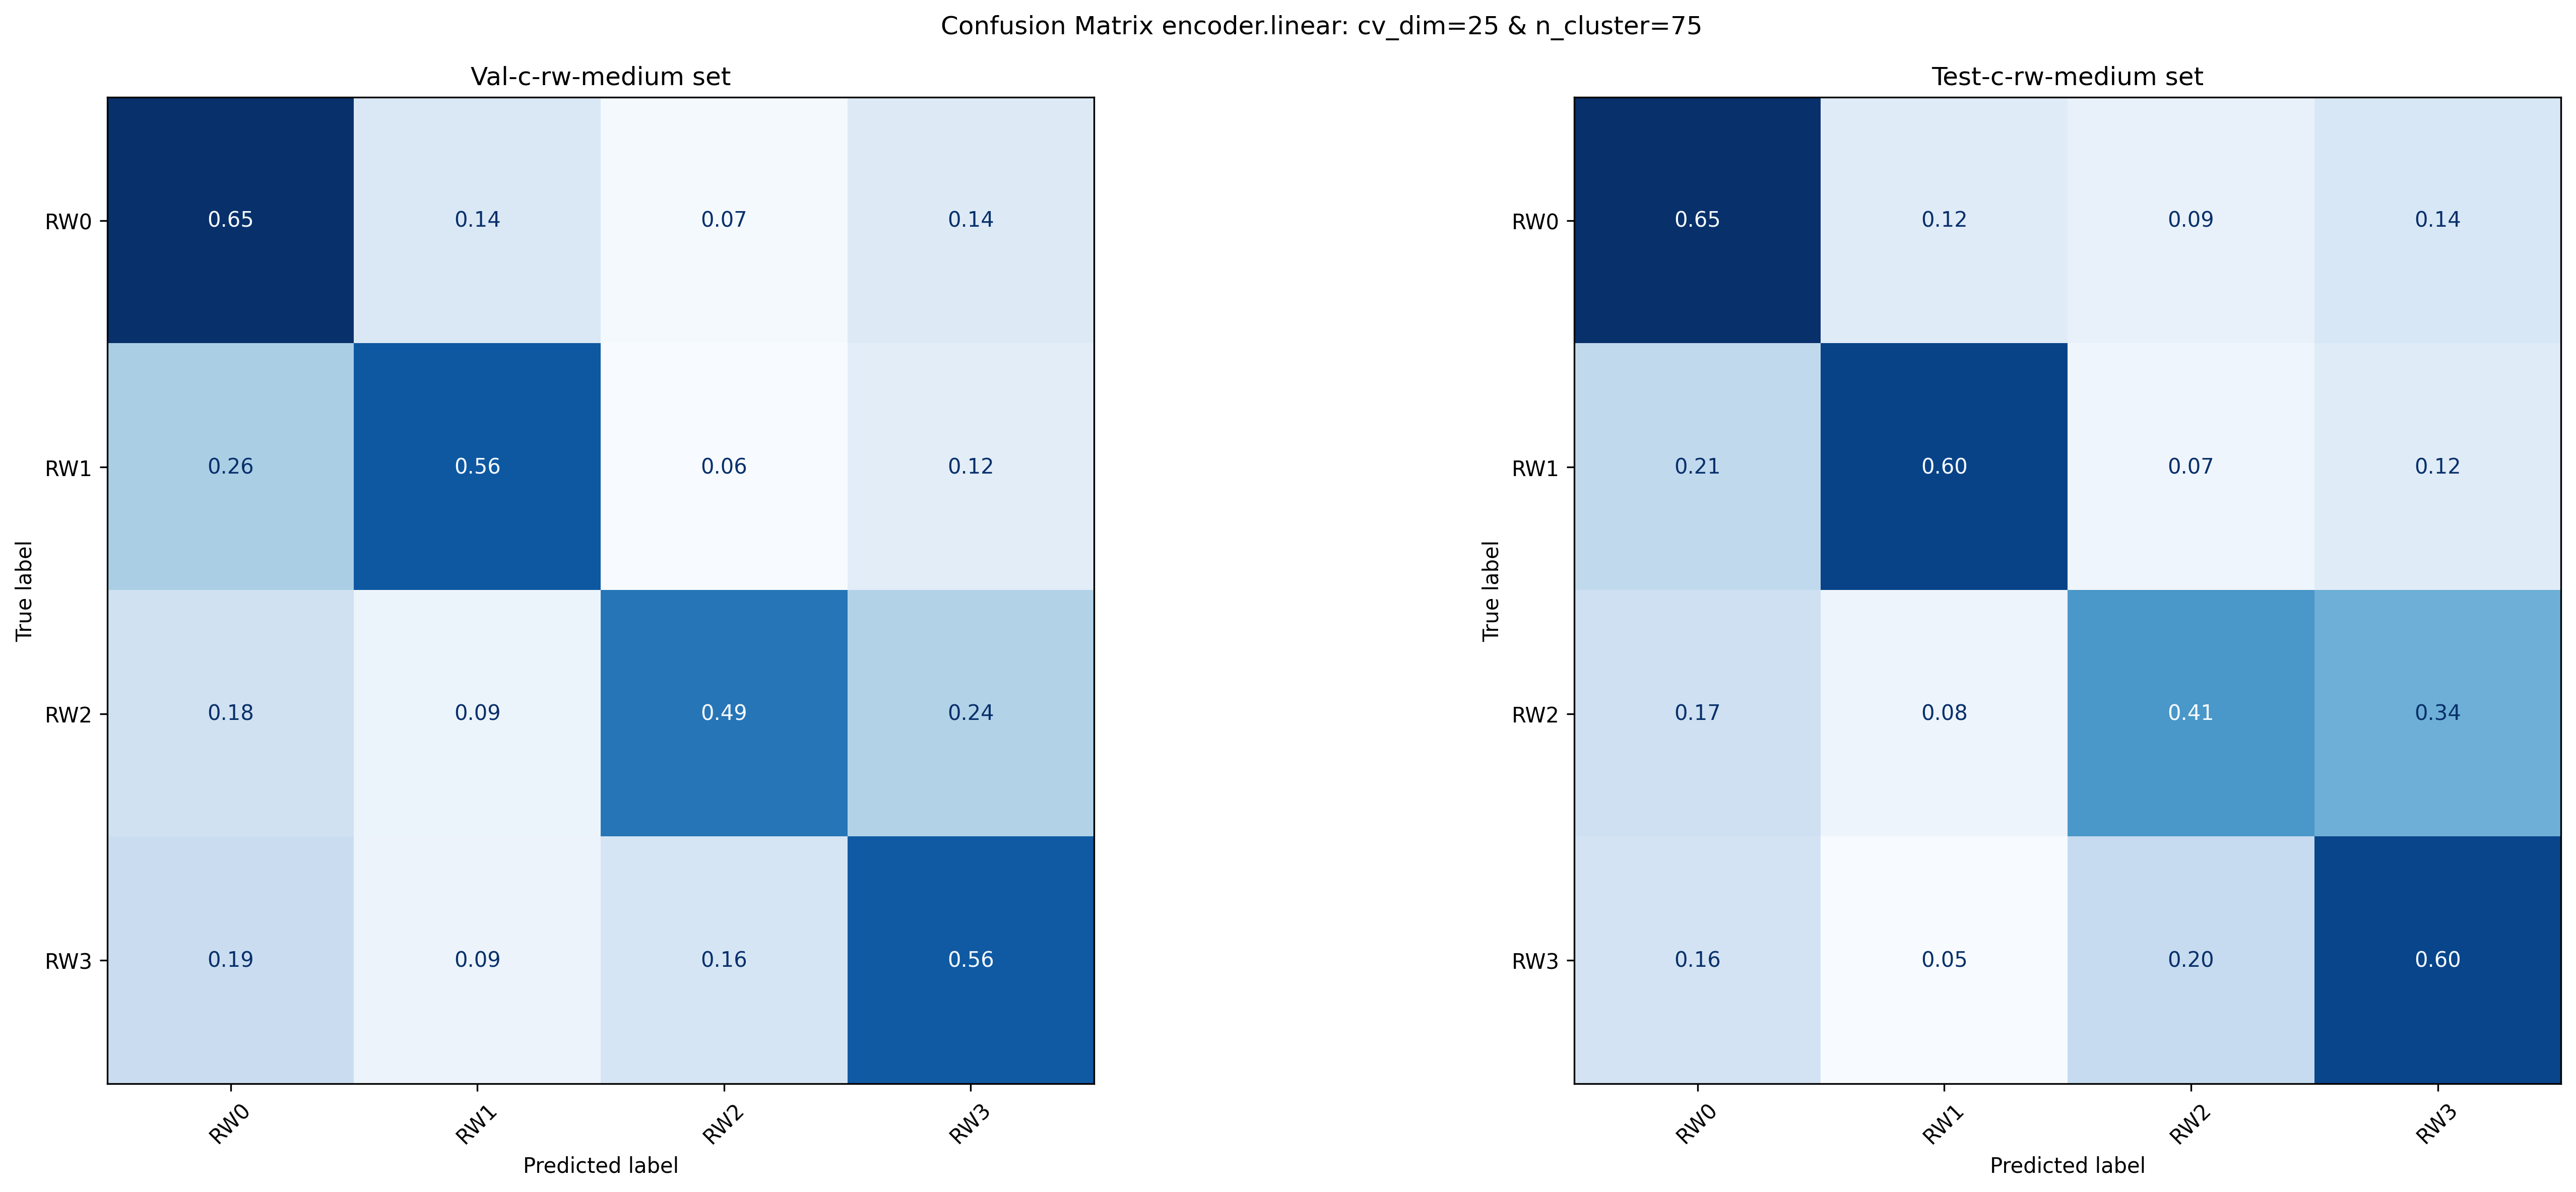 Confusion Matrix encoder.linear: cv_dim=25 & n_cluster=75
Val-c-rw-medium set
True label
RW0 0.65 0.14 0.07 0.14
RW1 0.26 0.56 0.06 0.12
RW2 0.18 0.09 0.49 0.24
RW3 0.19 0.09 0.16 0.56
RW0 RW1 RW2 RW3
Predicted label
Test-c-rw-medium set
True label
RW0 0.65 0.12 0.09 0.14
RW1 0.21 0.60 0.07 0.12
RW2 0.17 0.08 0.41 0.34
RW3 0.16 0.05 0.20 0.60
RW0 RW1 RW2 RW3
Predicted label